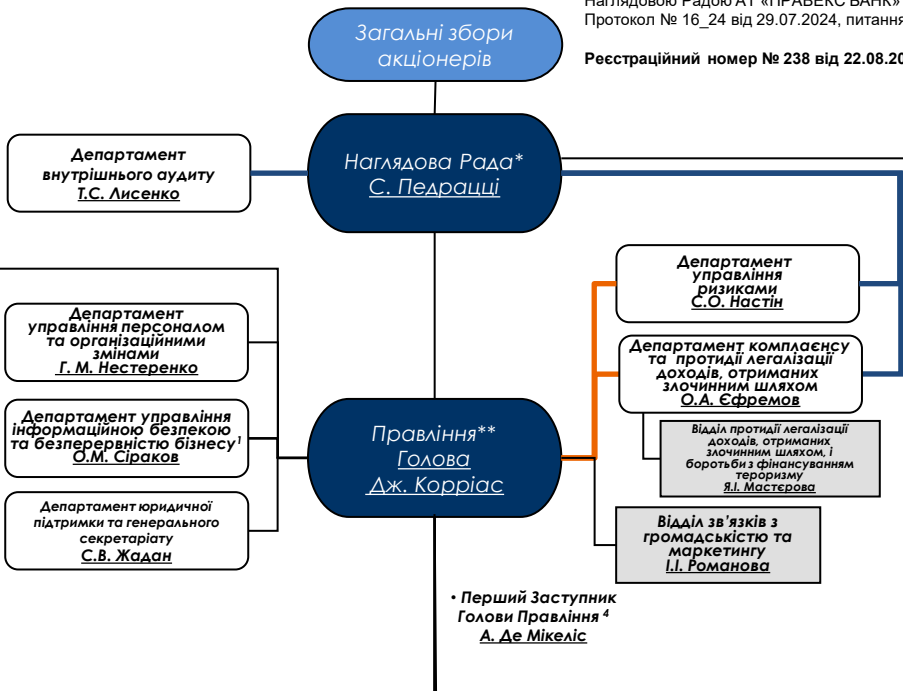 Наглядовою Радою АТ «ПРАВЕКС БАНК»
Протокол № 16_24 від 29.07.2024, питання
Реєстраційний номер № 238 від 22.08.20
Загальні збори
акціонерів
Наглядова Рада*
С. Педрацці
Департамент
внутрішнього аудиту
Т.С. Лисенко
Департамент
управління
ризиками
С.О. Настін
Департамент
управління персоналом
та організаційними
змінами
Г. М. Нестеренко
Департамент комплаєнсу
та протидії легалізації
доходів, отриманих
злочинним шляхом
О.А. Єфремов
Департамент управління
інформаційною безпекою
та безперервністю бізнесу¹
О.М. Сіраков
Правління**
Голова
Дж. Корріас
Відділ протидії легалізації
доходів, отриманих
злочинним шляхом, і
боротьби з фінансуванням
тероризму
Я.І. Мастєрова
Департамент юридичної
підтримки та генерального
секретаріату
С.В. Жадан
Відділ зв'язків з
громадськістю та
маркетингу
І.І. Романова
• Перший Заступник
Голови Правління ⁴
А. Де Мікеліс